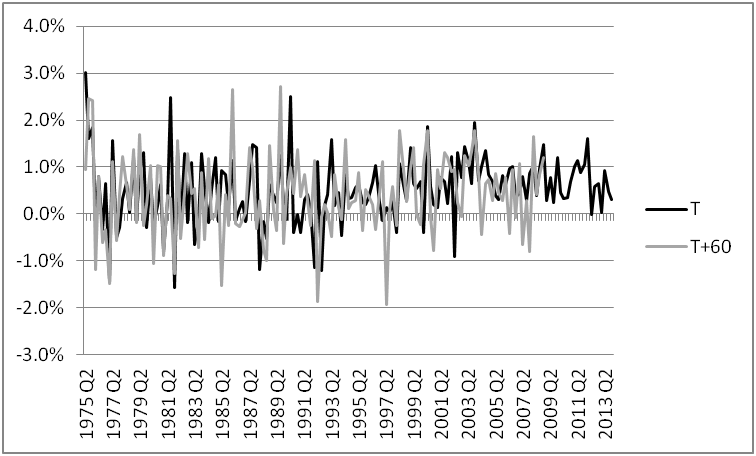 4.0%
3.0%
2.0%
1.0%
0.0%
-1.0%
-2.0%
-3.0%
1975 Q2
1977 Q2
1979 Q2
1981 Q2
1983 Q2
1985 Q2
1987 Q2
1989 Q2
1991 Q2
1993 Q2
1995 Q2
1997 Q2
1999 Q2
2001 Q2
2003 Q2
2005 Q2
2007 Q2
2009 Q2
2011 Q2
2013 Q2
T
T+60